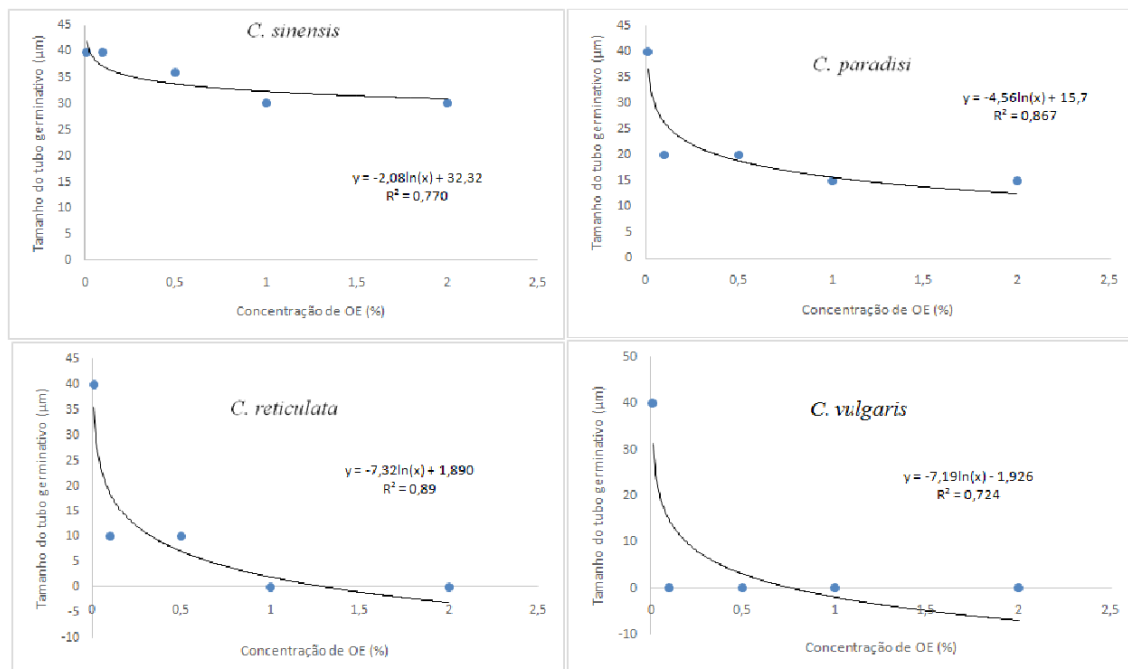 C. sinensis
Tamanho do tubo germinativo (µm)
45
40
35
30
25
20
15
10
5
0
y = -2,08ln(x) + 32,32
R² = 0,770
0 0,5 1 1,5 2 2,5
Concentração de OE (%)
C. paradisi
Tamanho do tubo germinativo (µm)
45
40
35
30
25
20
15
10
5
0
y = -4,56ln(x) + 15,7
R² = 0,867
0 0,5 1 1,5 2 2,5
Concentração de OE (%)
C. reticulata
Tamanho do tubo germinativo (µm)
45
40
35
30
25
20
15
10
5
0
-5
-10
y = -7,32ln(x) + 1,890
R² = 0,89
0 0,5 1 1,5 2 2,5
Concentração de OE (%)
C. vulgaris
Tamanho do tubo germinativo (µm)
50
40
30
20
10
0
-10
y = -7,19ln(x) - 1,926
R² = 0,724
0 0,5 1 1,5 2 2,5
Concentração de OE (%)